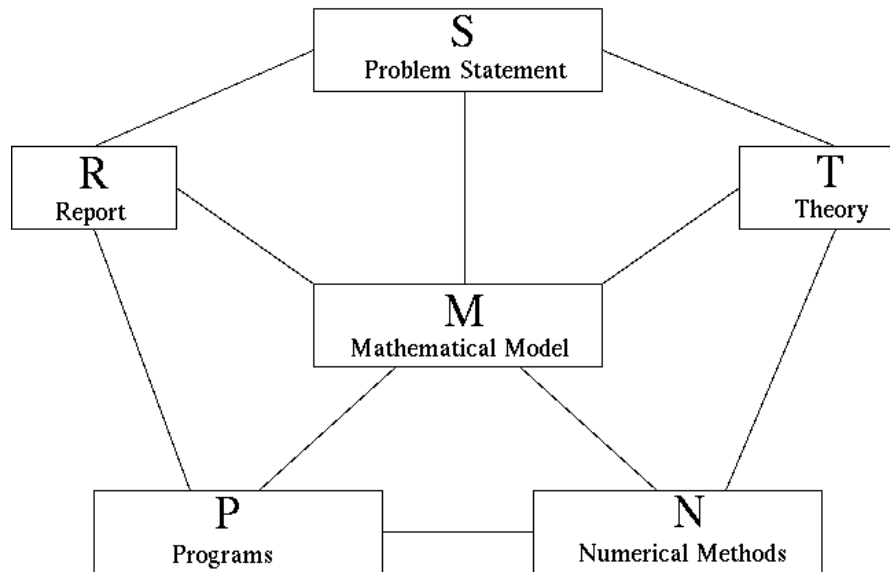 S
Problem Statement
R
Report
T
Theory
M
Mathematical Model
P
Programs
N
Numerical Methods